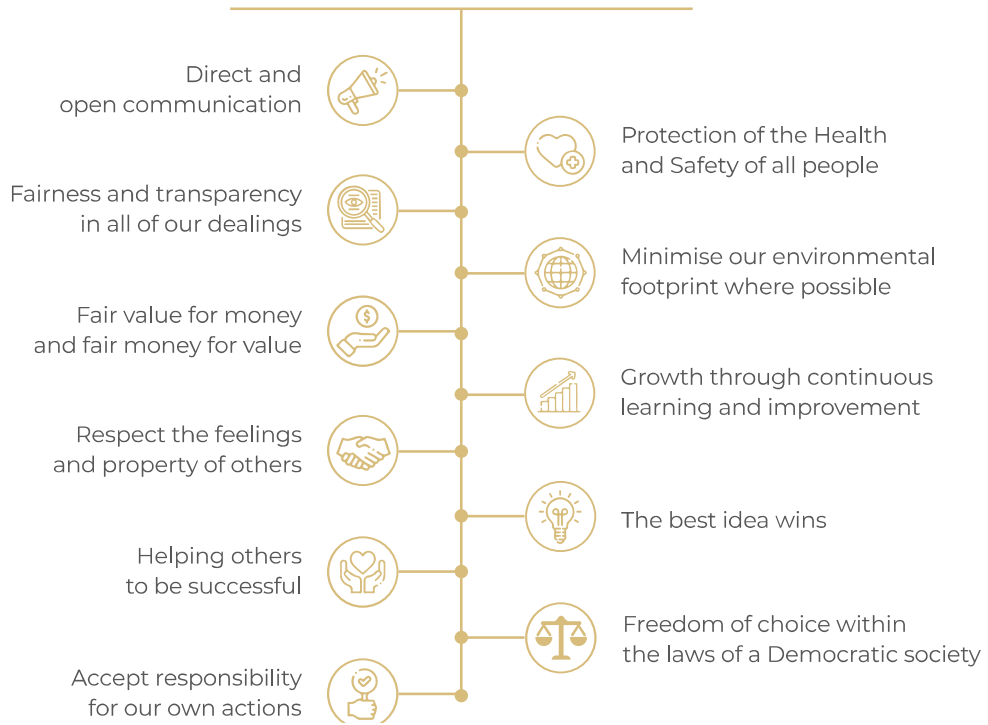 Direct and
open communication
Protection of the Health
and Safety of all people
Fairness and transparency
in all of our dealings
Minimise our environmental
footprint where possible
Fair value for money
and fair money for value
$
Growth through continuous
learning and improvement
Respect the feelings
and property of others
The best idea wins
Helping others
to be successful
Freedom of choice within
the laws of a Democratic society
Accept responsibility
for our own actions